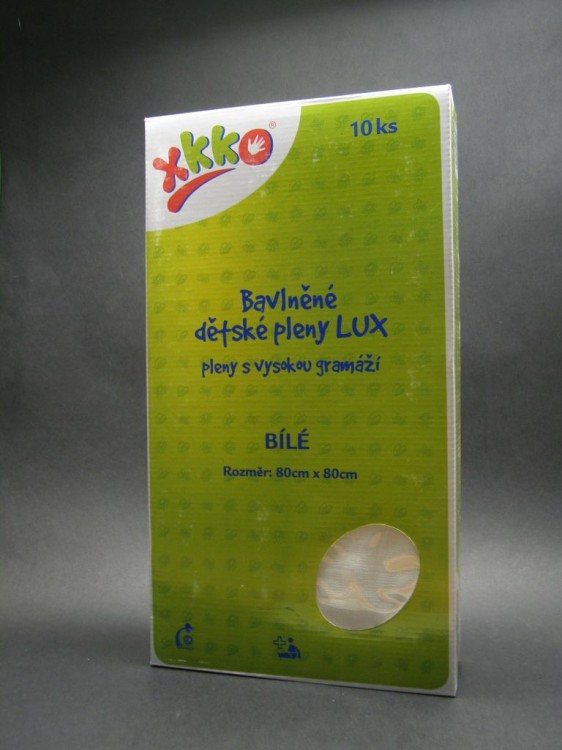 xkko®
10 ks
Bavlněné
dětské pleny LUX
pleny s vysokou gramáží
BÍLÉ
Rozměr: 80cm x 80cm